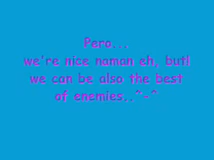 Pero...
we're nice naman eh, but!
we can be also the best
of enemies..~-^